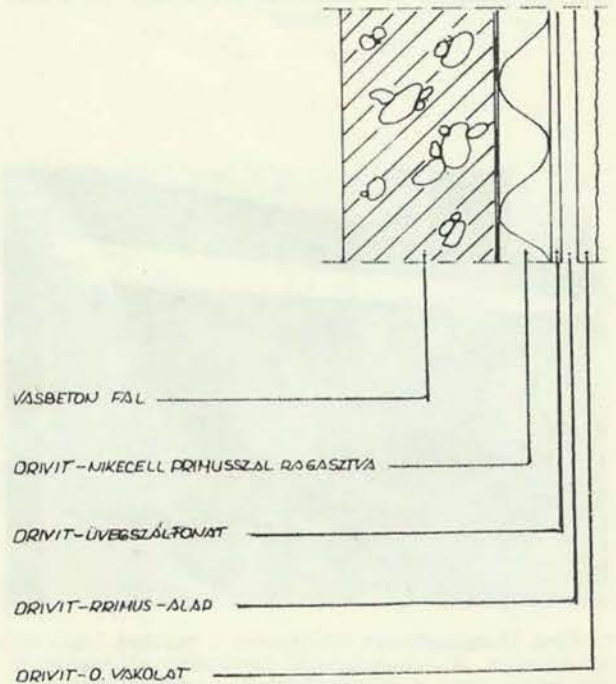 VASBETON FAL
DRIVIT-NIKECELL PRIMUSSZAL RAGASZTVA
DRIVIT-ÜVEGSZÁLFONAT
DRIVIT-PRIMUS-ALAP
DRIVIT-O. VAKOLAT